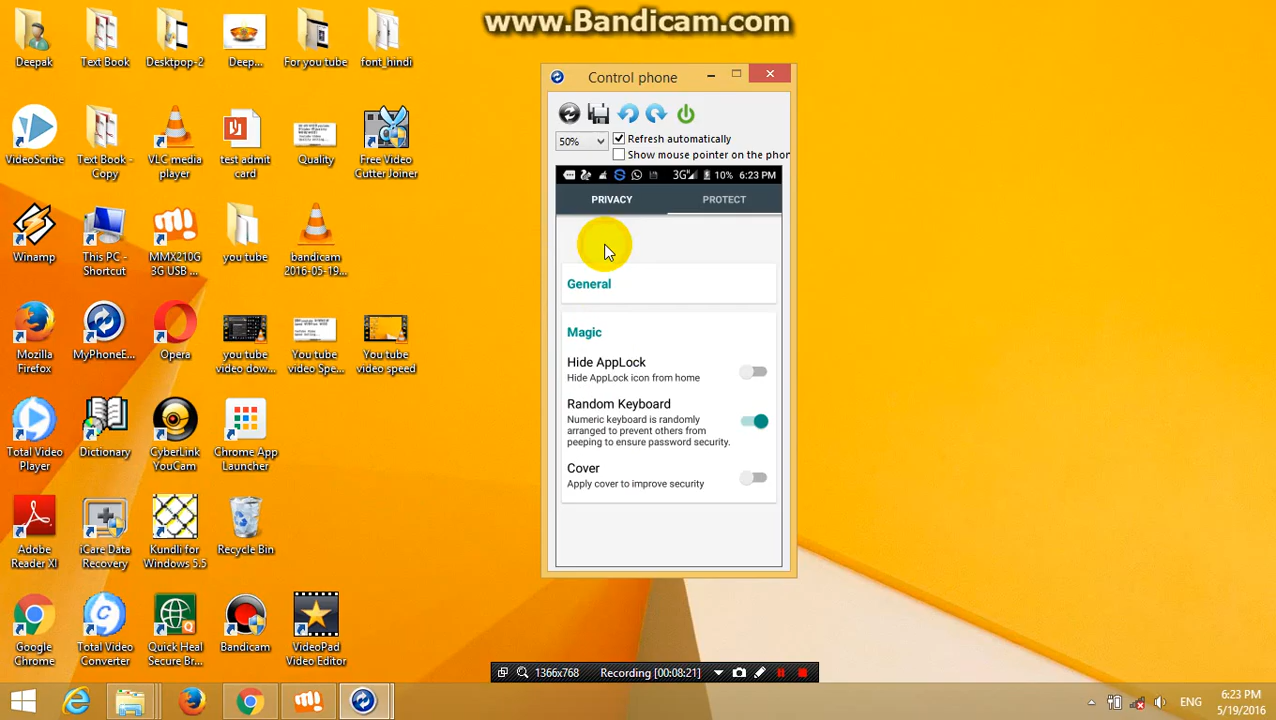 www.Bandicam.com
Deepak
Text Book
Desktpop-2
Deep...
For you tube
font_hindi
VideoScribe
Text Book -
Copy
VLC media
player
test admit
card
Quality
Free Video
Cutter Joiner
Winamp
This PC -
Shortcut
MMX210G
3G USB ...
you tube
bandicam
2016-05-19...
Mozilla
Firefox
MyPhoneE...
Opera
you tube
video dow...
You tube
video Spe...
You tube
video speed
Total Video
Player
Dictionary
CyberLink
YouCam
Chrome App
Launcher
Adobe
Reader XI
iCare Data
Recovery
Kundli for
Windows 5.5
Recycle Bin
Google
Chrome
Total Video
Converter
Quick Heal
Secure Br...
Bandicam
VideoPad
Video Editor
Control phone
50%
Refresh automatically
Show mouse pointer on the phon
3G 10% 6:23 PM
PRIVACY
PROTECT
General
Magic
Hide AppLock
Hide AppLock icon from home
Random Keyboard
Numeric keyboard is randomly
arranged to prevent others from
peeping to ensure password security.
Cover
Apply cover to improve security
1366x768
Recording [00:08:21]
ENG
6:23 PM
5/19/2016